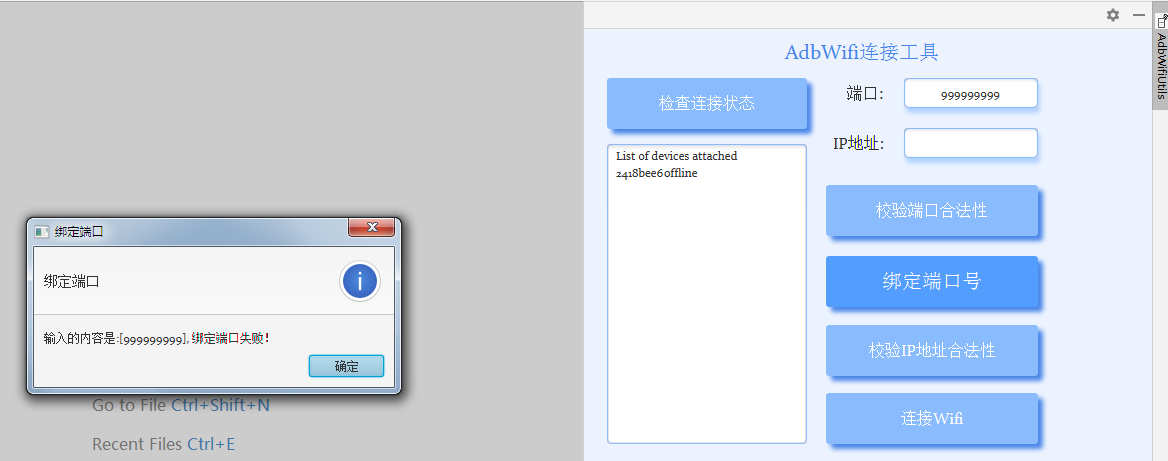 AdbWifi连接工具
AdbWifiUtils
检查连接状态
端口:
999999999
IP地址:
List of devices attached
2418bee6offline
校验端口合法性
绑定端口号
校验IP地址合法性
连接Wifi
绑定端口
绑定端口
输入的内容是:[999999999],绑定端口失败!
确定
Go to File Ctrl+Shift+N
Recent Files Ctrl+E